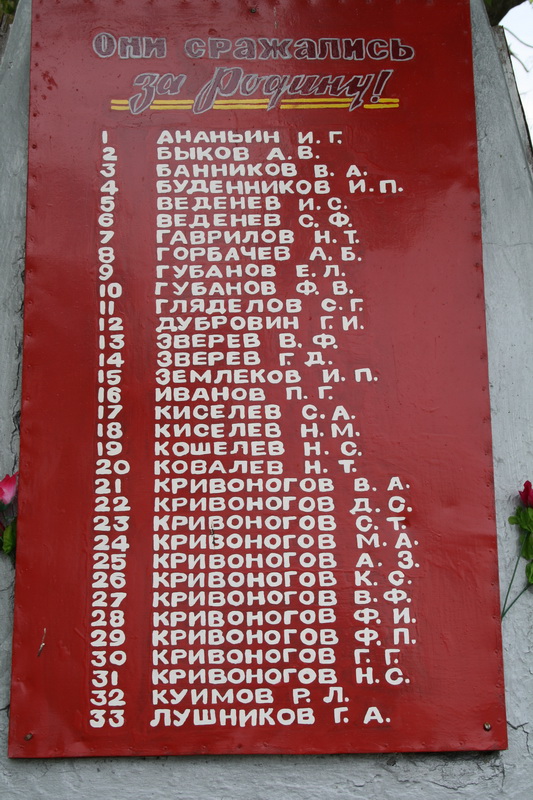 Они сражались
за Родину!
1 АНАНЬИН И. Г.
2 БЫКОВ А. В.
3 БАННИКОВ В. А.
4 БУДЕННИКОВ И. П.
5 ВЕДЕНЕВ И. С.
6 ВЕДЕНЕВ С. Ф.
7 ГАВРИЛОВ Н. Т.
8 ГОРБАЧЕВ А. Б.
9 ГУБАНОВ Е. Л.
10 ГУБАНОВ Ф. В.
11 ГЛЯДЕЛОВ С. Г.
12 ДУБРОВИН Г. И.
13 ЗВЕРЕВ В. Ф.
14 ЗВЕРЕВ Г. Д.
15 ЗЕМЛЕКОВ И. П.
16 ИВАНОВ П. Г.
17 КИСЕЛЕВ С. А.
18 КИСЕЛЕВ Н. М.
19 КОШЕЛЕВ Н. С.
20 КОВАЛЕВ Н. Т.
21 КРИВОНОГОВ В. А.
22 КРИВОНОГОВ Д. С.
23 КРИВОНОГОВ С. Т.
24 КРИВОНОГОВ М. А.
25 КРИВОНОГОВ А. З.
26 КРИВОНОГОВ К. С.
27 КРИВОНОГОВ В. Ф.
28 КРИВОНОГОВ Ф. И.
29 КРИВОНОГОВ Ф. П.
30 КРИВОНОГОВ Г. Г.
31 КРИВОНОГОВ Н. С.
32 КУИМОВ Р. Л.
33 ЛУШНИКОВ Г. А.